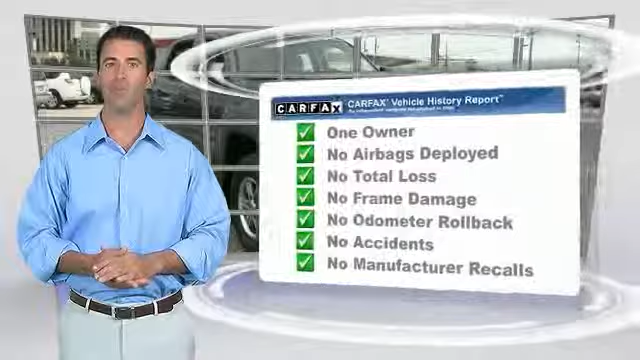 CARFAX CARFAX Vehicle History Report™
One Owner
No Airbags Deployed
No Total Loss
No Frame Damage
No Odometer Rollback
No Accidents
No Manufacturer Recalls